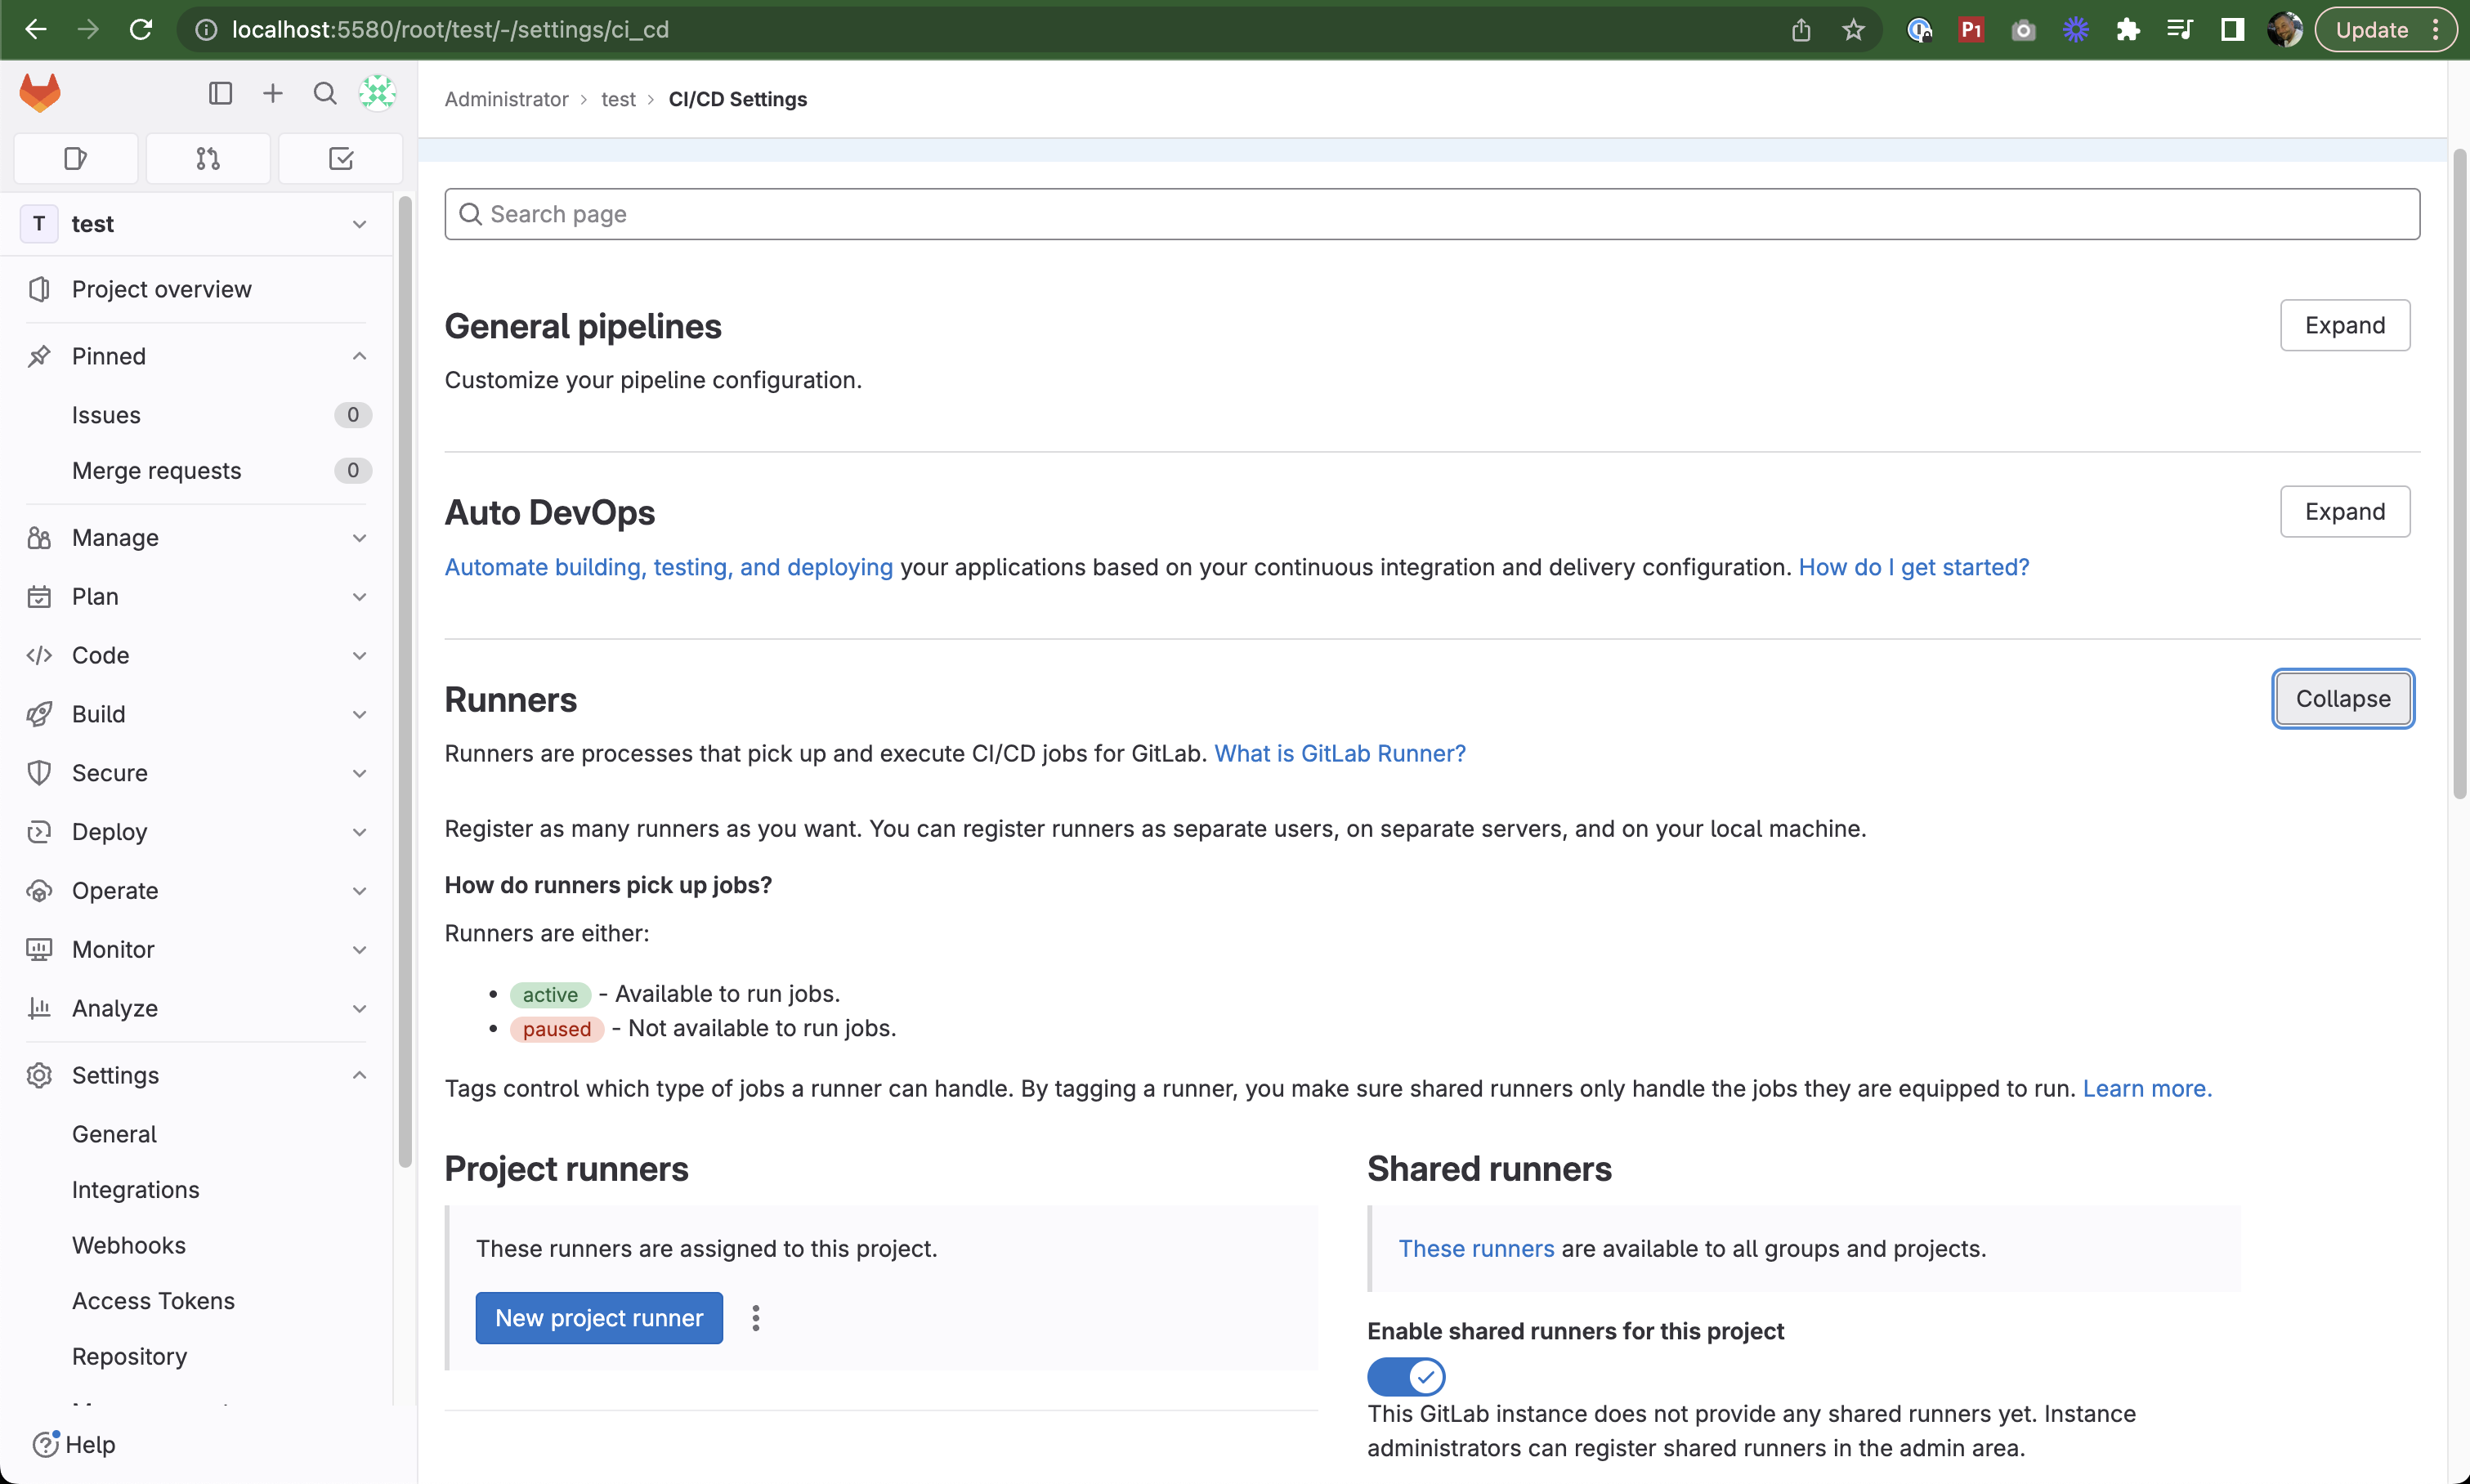 localhost:5580/root/test/-/settings/ci_cd
P1
Update
Administrator
test
CI/CD Settings
T
test
Project overview
Pinned
Issues
0
Merge requests
0
Manage
Plan
Code
Build
Secure
Deploy
Operate
Monitor
Analyze
Settings
General
Integrations
Webhooks
Access Tokens
Repository
Help
Search page
General pipelines
Expand
Customize your pipeline configuration.
Auto DevOps
Expand
Automate building, testing, and deploying your applications based on your continuous integration and delivery configuration. How do I get started?
Runners
Collapse
Runners are processes that pick up and execute CI/CD jobs for GitLab. What is GitLab Runner?
Register as many runners as you want. You can register runners as separate users, on separate servers, and on your local machine.
How do runners pick up jobs?
Runners are either:
active - Available to run jobs.
paused - Not available to run jobs.
Tags control which type of jobs a runner can handle. By tagging a runner, you make sure shared runners only handle the jobs they are equipped to run. Learn more.
Project runners
These runners are assigned to this project.
New project runner
Shared runners
These runners are available to all groups and projects.
Enable shared runners for this project
This GitLab instance does not provide any shared runners yet. Instance
administrators can register shared runners in the admin area.